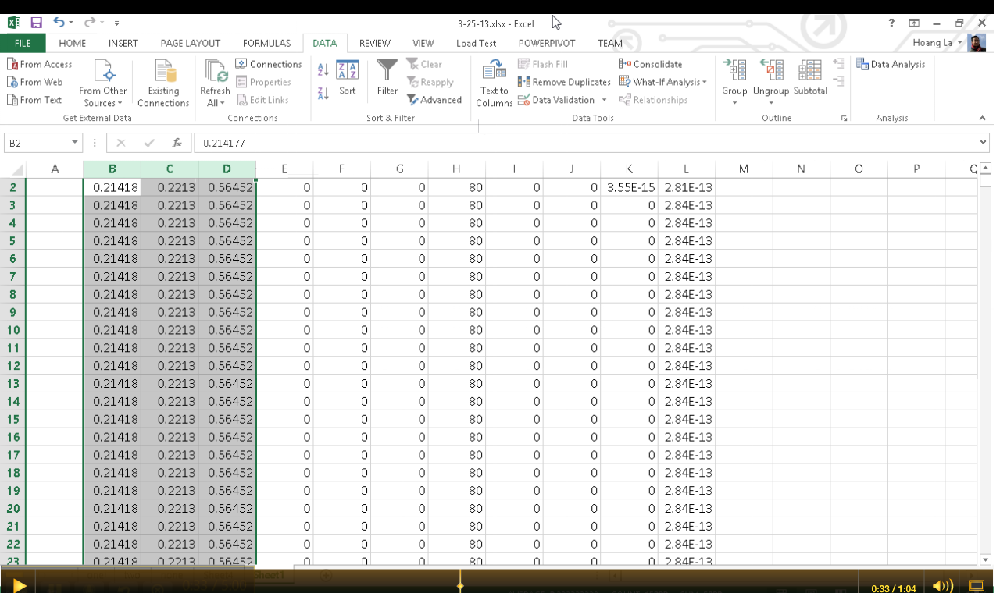 3-25-13.xlsx - Excel
FILE HOME INSERT PAGE LAYOUT FORMULAS DATA REVIEW VIEW Load Test POWERPIVOT TEAM Hoang La
From Access
From Web
From Text
From Other Sources
Existing Connections
Get External Data
Refresh All
Connections
Properties
Edit Links
Connections
Sort
Filter
Clear
Reapply
Advanced
Sort & Filter
Text to Columns
Flash Fill
Remove Duplicates
Data Validation
Consolidate
What-If Analysis
Relationships
Data Tools
Group
Ungroup
Subtotal
Outline
Data Analysis
Analysis
B2 fx 0.214177
A B C D E F G H I J K L M N O P Q
2 0.21418 0.2213 0.56452 0 0 0 80 0 0 3.55E-15 2.81E-13
3 0.21418 0.2213 0.56452 0 0 0 80 0 0 0 2.84E-13
4 0.21418 0.2213 0.56452 0 0 0 80 0 0 0 2.84E-13
5 0.21418 0.2213 0.56452 0 0 0 80 0 0 0 2.84E-13
6 0.21418 0.2213 0.56452 0 0 0 80 0 0 0 2.84E-13
7 0.21418 0.2213 0.56452 0 0 0 80 0 0 0 2.84E-13
8 0.21418 0.2213 0.56452 0 0 0 80 0 0 0 2.84E-13
9 0.21418 0.2213 0.56452 0 0 0 80 0 0 0 2.84E-13
10 0.21418 0.2213 0.56452 0 0 0 80 0 0 0 2.84E-13
11 0.21418 0.2213 0.56452 0 0 0 80 0 0 0 2.84E-13
12 0.21418 0.2213 0.56452 0 0 0 80 0 0 0 2.84E-13
13 0.21418 0.2213 0.56452 0 0 0 80 0 0 0 2.84E-13
14 0.21418 0.2213 0.56452 0 0 0 80 0 0 0 2.84E-13
15 0.21418 0.2213 0.56452 0 0 0 80 0 0 0 2.84E-13
16 0.21418 0.2213 0.56452 0 0 0 80 0 0 0 2.84E-13
17 0.21418 0.2213 0.56452 0 0 0 80 0 0 0 2.84E-13
18 0.21418 0.2213 0.56452 0 0 0 80 0 0 0 2.84E-13
19 0.21418 0.2213 0.56452 0 0 0 80 0 0 0 2.84E-13
20 0.21418 0.2213 0.56452 0 0 0 80 0 0 0 2.84E-13
21 0.21418 0.2213 0.56452 0 0 0 80 0 0 0 2.84E-13
22 0.21418 0.2213 0.56452 0 0 0 80 0 0 0 2.84E-13
23 0.21418 0.2213 0.56452 0 0 0 80 0 0 0 2.84E-13
Sheet1
0:33 / 1:04